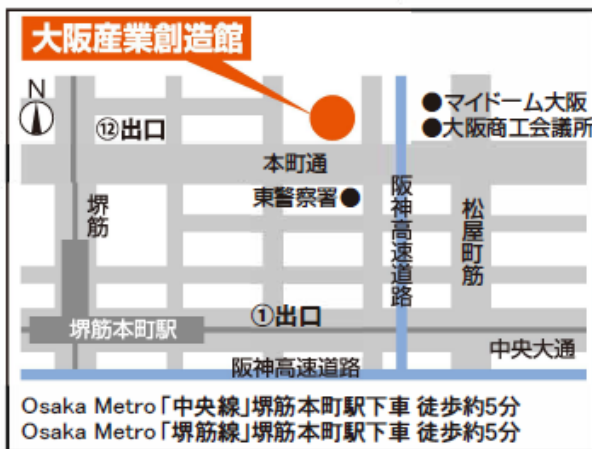 大阪産業創造館
N
⑫出口
●マイドーム大阪
●大阪商工会議所
本町通
東警察署●
堺筋
阪神高速道路
松屋町筋
①出口
堺筋本町駅
中央大通
阪神高速道路
Osaka Metro「中央線」堺筋本町駅下車 徒歩約5分
Osaka Metro「堺筋線」堺筋本町駅下車 徒歩約5分